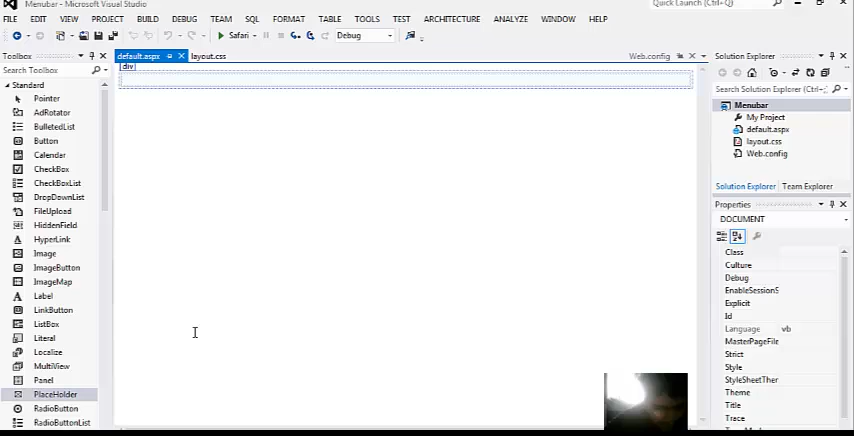 Menubar - Microsoft Visual Studio
Quick Launch (Ctrl+Q)
FILE EDIT VIEW PROJECT BUILD DEBUG TEAM SQL FORMAT TABLE TOOLS TEST ARCHITECTURE ANALYZE WINDOW HELP
Safari Debug
Toolbox
default.aspx layout.css Web.config
Solution Explorer
Search Toolbox
div
Standard
Pointer
AdRotator
BulletedList
Button
Calendar
CheckBox
CheckBoxList
DropDownList
FileUpload
HiddenField
HyperLink
Image
ImageButton
ImageMap
Label
LinkButton
ListBox
Literal
Localize
MultiView
Panel
PlaceHolder
RadioButton
RadioButtonList
Search Solution Explorer (Ctrl+;
Menubar
My Project
default.aspx
layout.css
Web.config
Solution Explorer Team Explorer
Properties
DOCUMENT
Class
Culture
Debug
EnableSessionS
Explicit
Id
Language vb
MasterPageFile
Strict
Style
StyleSheetTher
Theme
Title
Trace